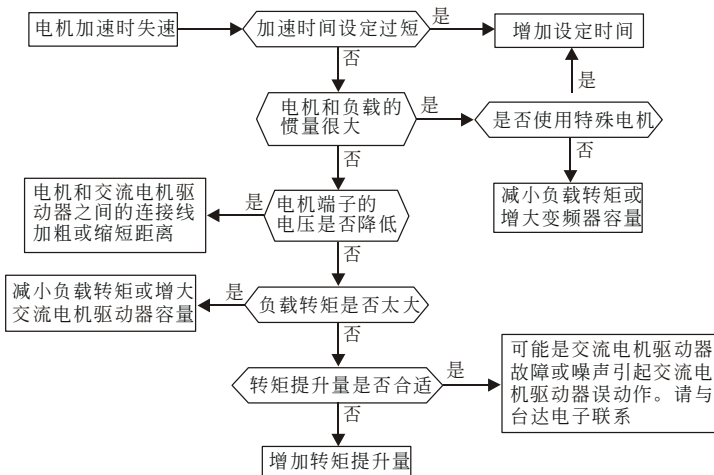 电机加速时失速
加速时间设定过短
是
增加设定时间
否
是
电机和负载的
惯量很大
是
是否使用特殊电机
否
否
电机和交流电机驱
动器之间的连接线
加粗或缩短距离
是
电机端子的
电压是否降低
减小负载转矩或
增大变频器容量
否
减小负载转矩或增大
交流电机驱动器容量
是
负载转矩是否太大
否
转矩提升量是否合适
是
可能是交流电机驱动器
故障或噪声引起交流电
机驱动器误动作。请与
台达电子联系
否
增加转矩提升量